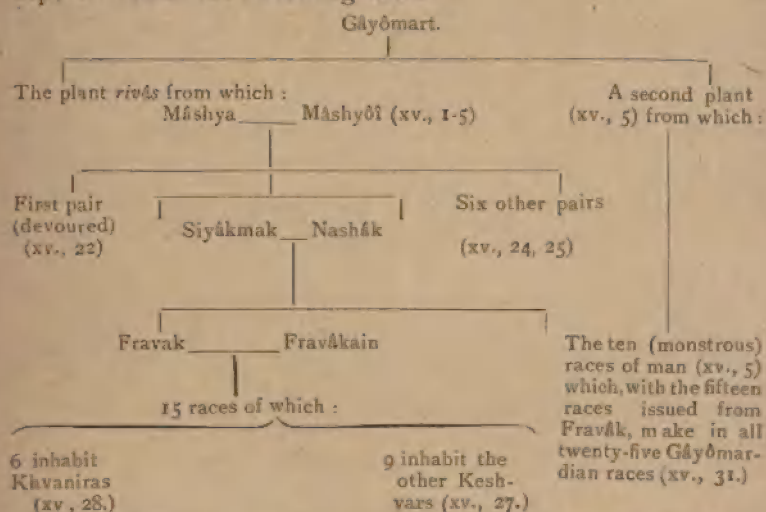 Gâyômart.
The plant rivâs from which :
Mâshya____ Mâshyôî (xv., 1-5)
A second plant
(xv., 5) from which :
First pair
(devoured)
(xv., 22)
Siyâkmak__ Nashâk
Six other pairs
(xv., 24, 25)
Fravak______ Fravâkain
15 races of which :
6 inhabit
Khvaniras
(xv , 28.)
9 inhabit the
other Kesh-
vars (xv., 27.)
The ten (monstrous)
races of man (xv., 5)
which, with the fifteen
races issued from
Fravâk, make in all
twenty-five Gâyômar-
dian races (xv., 31.)